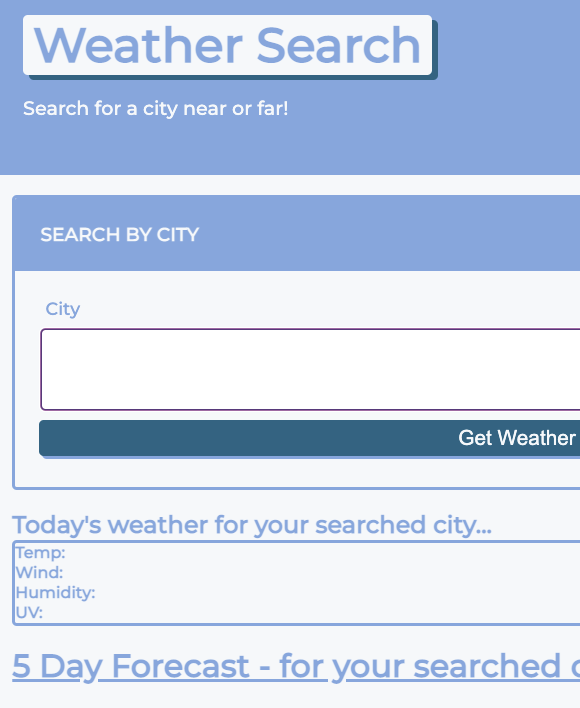 Weather Search
Search for a city near or far!
SEARCH BY CITY
City
Get Weather
Today's weather for your searched city...
Temp:
Wind:
Humidity:
UV:
5 Day Forecast - for your searched